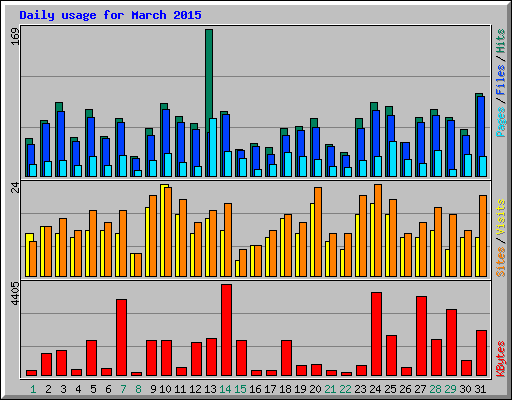 Daily usage for March 2015
169
Pages / Files / Hits
24
Sites / Visits
4405
KBytes
1 2 3 4 5 6 7 8 9 10 11 12 13 14 15 16 17 18 19 20 21 22 23 24 25 26 27 28 29 30 31